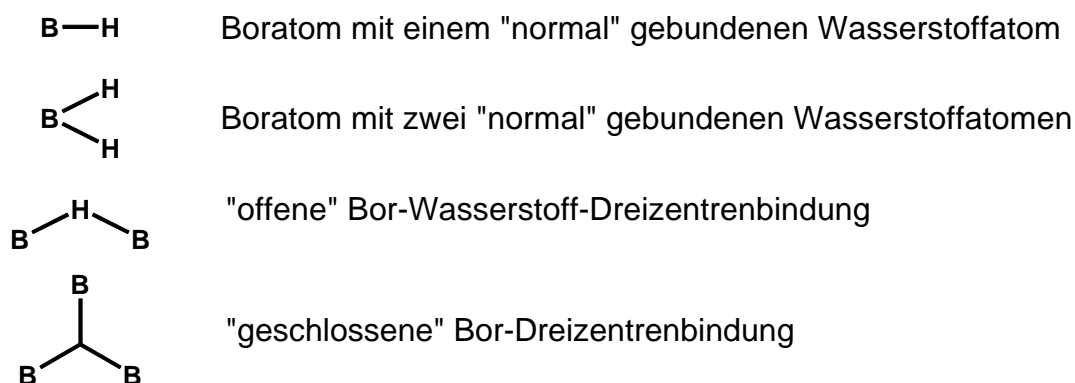 B—H Boratom mit einem "normal" gebundenen Wasserstoffatom
H
B Boratom mit zwei "normal" gebundenen Wasserstoffatomen
H
H "offene" Bor-Wasserstoff-Dreizentrenbindung
B B
B
"geschlossene" Bor-Dreizentrenbindung
B B